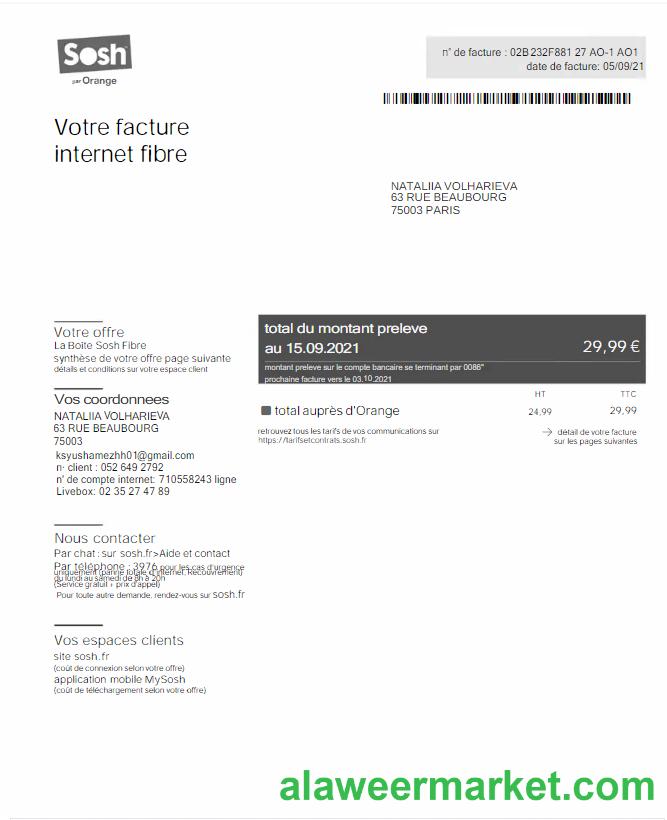 Sosh
par Orange
n° de facture : 02B232F881 27 AO-1 AO1
date de facture: 05/09/21
Votre facture
internet fibre
NATALIIA VOLHARIEVA
63 RUE BEAUBOURG
75003 PARIS
Votre offre
La Boite Sosh Fibre
synthèse de votre offre page suivante
détails et conditions sur votre espace client
total du montant preleve
au 15.09.2021
29,99 €
montant preleve sur le compte bancaire se terminant par 0086"
prochaine facture vers le 03.10.2021
HT TTC
total auprès d'Orange 24,99 29,99
retrouvez tous les tarifs de vos communications sur
https://tarifsetcontrats.sosh.fr
→ détail de votre facture
sur les pages suivantes
Vos coordonnees
NATALIIA VOLHARIEVA
63 RUE BEAUBOURG
75003
ksyushamezhh01@gmail.com
n· client : 052 649 2792
n° de compte internet: 710558243 ligne
Livebox: 02 35 27 47 89
Nous contacter
Par chat : sur sosh.fr>Aide et contact
Par téléphone : 3976 pour les cas d'urgence
uniquement (panne totale d'internet, Recouvrement)
du lundi au samedi de 8h à 20h
(Service gratuit + prix d'appel)
Pour toute autre demande, rendez-vous sur sosh.fr
Vos espaces clients
site sosh.fr
(coût de connexion selon votre offre)
application mobile MySosh
(coût de téléchargement selon votre offre)
alaweermarket.com